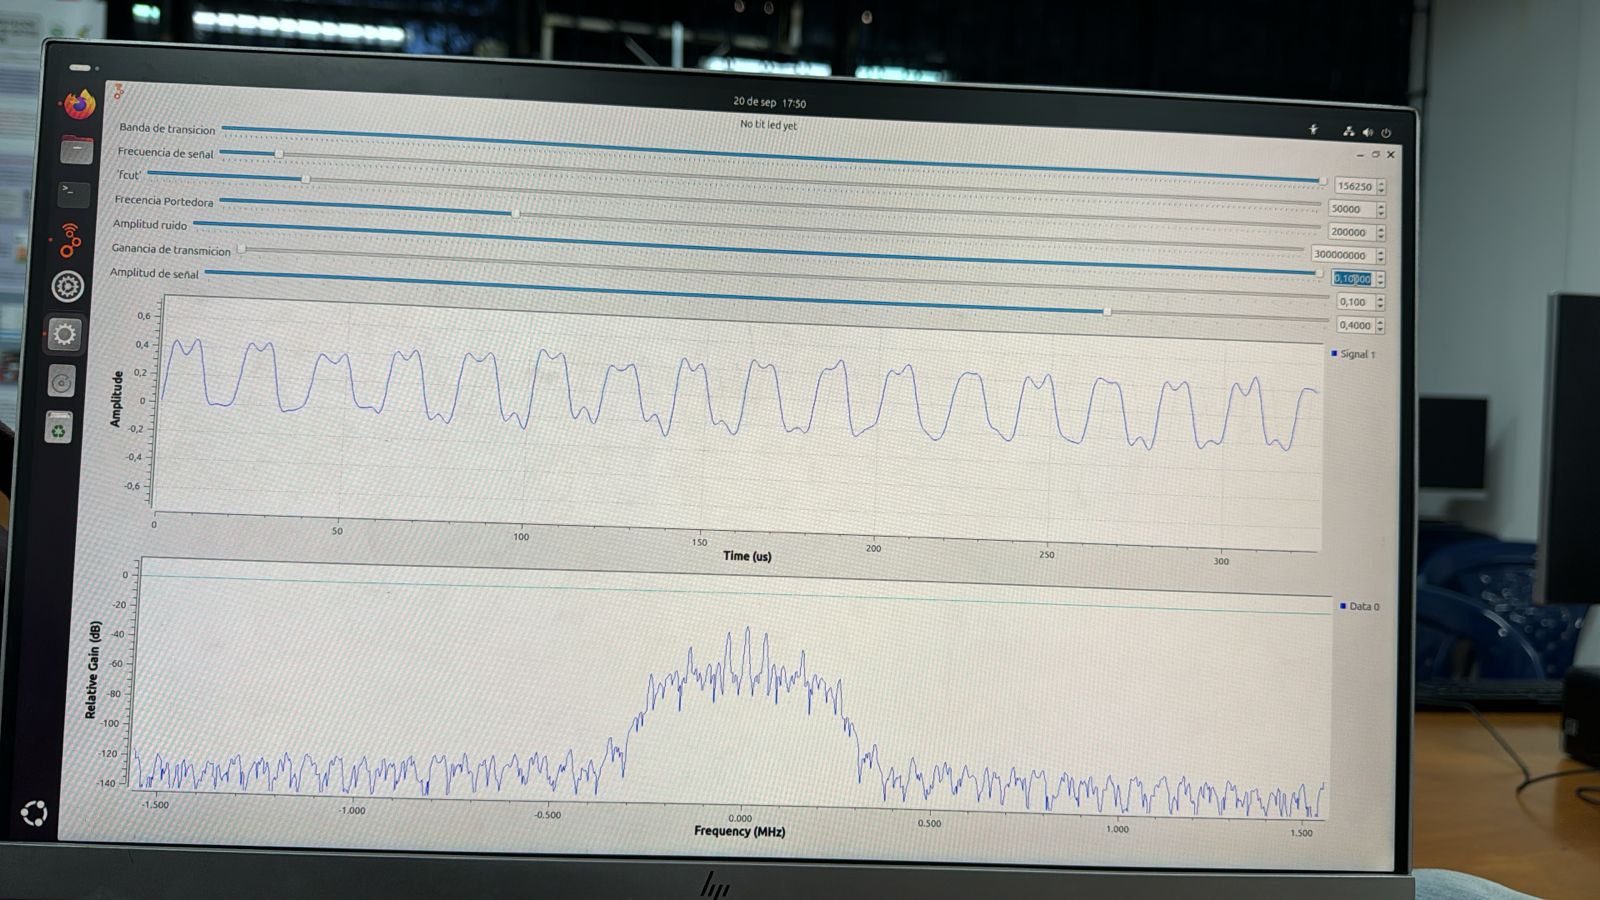 20 de sep 17:50
No titled yet
Banda de transicion 156250
Frecuencia de señal 50000
'fcut' 200000
Frecencia Portedora 300000000
Amplitud ruido 0,10000
Ganancia de transmicion 0,100
Amplitud de señal 0,4000
Signal 1
0,6
0,4
0,2
0
-0,2
-0,4
-0,6
Amplitude
0 50 100 150 200 250 300
Time (us)
Data 0
0
-20
-40
-60
-80
-100
-120
-140
Relative Gain (dB)
-1.500 -1.000 -0.500 0.000 0.500 1.000 1.500
Frequency (MHz)
hp